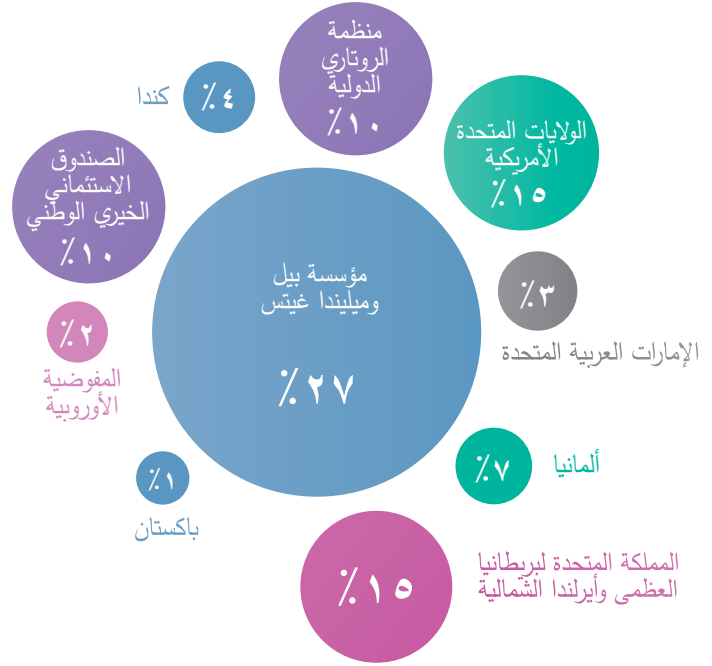 منظمة
الروتاري
الدولية
٪١٠
كندا
٪٤
الولايات المتحدة
الأمريكية
٪١٥
الصندوق
الاستئماني
الخيري الوطني
٪١٠
مؤسسة بيل
وميليندا غيتس
٪٢٧
٪٣
الإمارات العربية المتحدة
٪٢
المفوضية
الأوروبية
ألمانيا
٪٧
٪١
باكستان
المملكة المتحدة لبريطانيا
العظمى وأيرلندا الشمالية
٪١٥